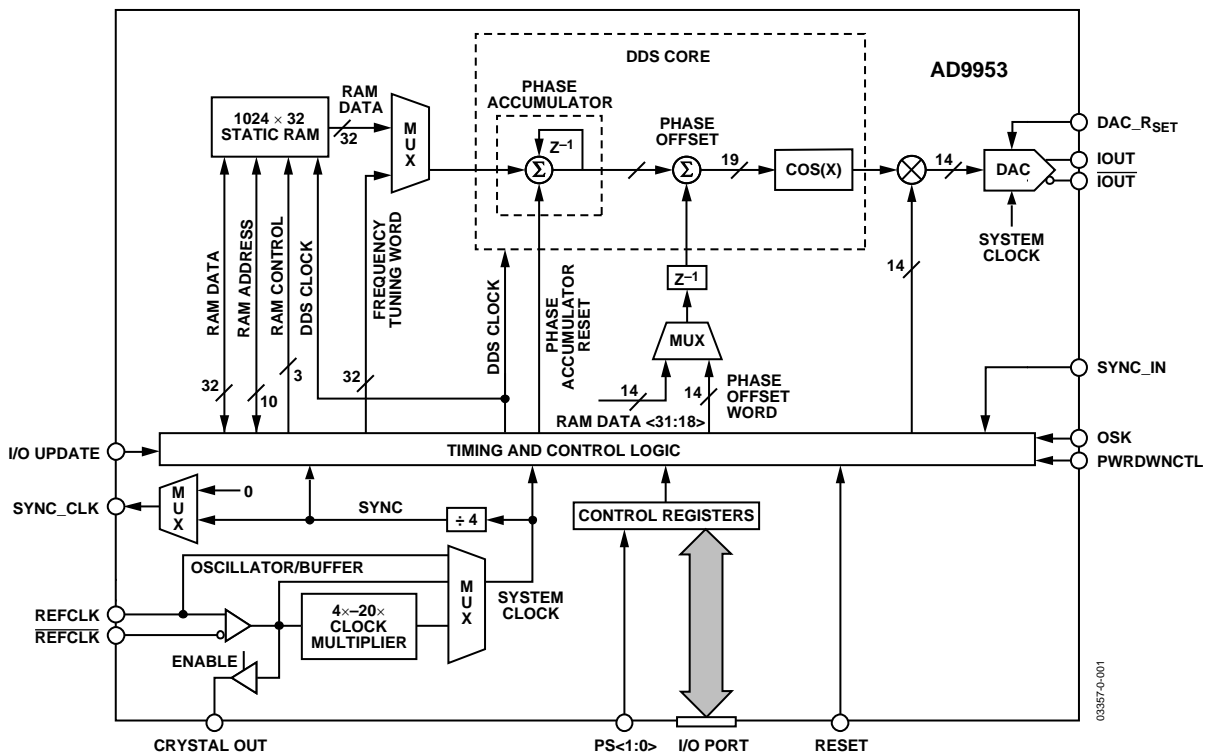 DDS CORE
AD9953
RAM
DATA
PHASE
ACCUMULATOR
1024 × 32
STATIC RAM
32
M
U
X
Z–1
Σ
PHASE
OFFSET
Σ
19
COS(X)
14
DAC
DAC_RSET
IOUT
IOUT
SYSTEM
CLOCK
RAM DATA
RAM ADDRESS
RAM CONTROL
DDS CLOCK
FREQUENCY
TUNING WORD
DDS CLOCK
PHASE
ACCUMULATOR
RESET
Z–1
MUX
14
32
10
3
32
14
14
PHASE
OFFSET
WORD
RAM DATA <31:18>
SYNC_IN
I/O UPDATE
TIMING AND CONTROL LOGIC
OSK
PWRDWNCTL
SYNC_CLK
M
U
X
0
SYNC
÷ 4
CONTROL REGISTERS
OSCILLATOR/BUFFER
REFCLK
REFCLK
4×–20×
CLOCK
MULTIPLIER
M
U
X
SYSTEM
CLOCK
ENABLE
CRYSTAL OUT
PS<1:0>
I/O PORT
RESET
03357-0-001